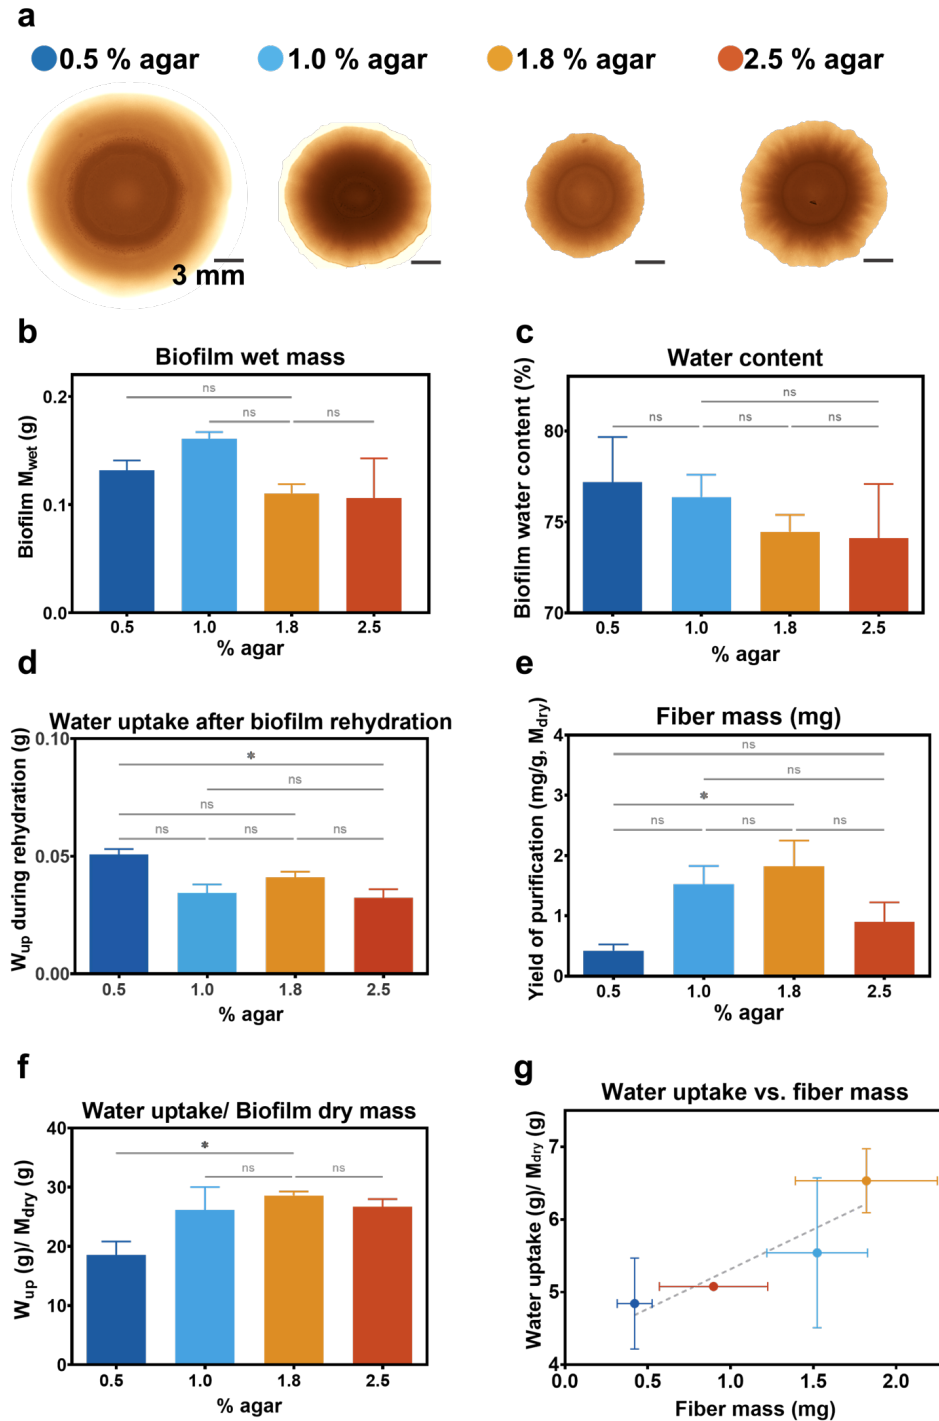 a
0.5 % agar 1.0 % agar 1.8 % agar 2.5 % agar
3 mm
b
Biofilm wet mass
Biofilm Mwet (g)
0.2
0.1
0.0
ns
ns ns
0.5 1.0 1.8 2.5
% agar
c
Water content
Biofilm water content (%)
80
75
70
ns
ns ns ns
0.5 1.0 1.8 2.5
% agar
d
Water uptake after biofilm rehydration
Wup during rehydration (g)
0.10
0.05
0.00
*
ns
ns
ns ns ns
0.5 1.0 1.8 2.5
% agar
e
Fiber mass (mg)
Yield of purification (mg/g, Mdry)
4
3
2
1
0
ns
ns
*
ns ns ns
0.5 1.0 1.8 2.5
% agar
f
Water uptake/ Biofilm dry mass
Wup (g)/ Mdry (g)
40
30
20
10
0
*
ns ns
0.5 1.0 1.8 2.5
% agar
g
Water uptake vs. fiber mass
Water uptake (g)/ Mdry (g)
7
6
5
4
0.0 0.5 1.0 1.5 2.0
Fiber mass (mg)